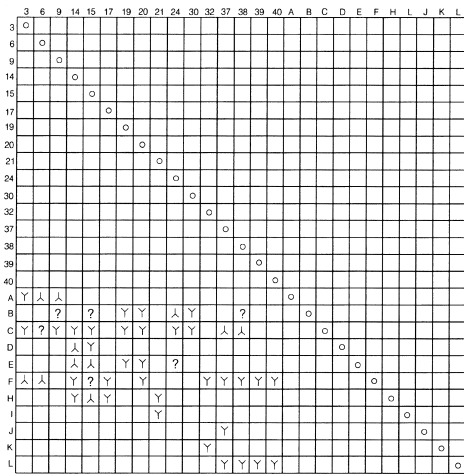 3 6 9 14 15 17 19 20 21 24 30 32 37 38 39 40 A B C D E F H L J K L
3 ○
6 ○
9 ○
14 ○
15 ○
17 ○
19 ○
20 ○
21 ○
24 ○
30 ○
32 ○
37 ○
38 ○
39 ○
40 ○
A Y ⅄ ⅄ ○
B ? ? Y Y ⅄ Y ? ○
C Y ? Y Y Y Y Y Y Y ⅄ ⅄ ○
D ⅄ Y ○
E ⅄ ⅄ Y Y ? ○
F ⅄ ⅄ Y ? Y Y Y Y Y Y Y ○
H Y ⅄ Y Y ○
I Y ○
J Y ○
K Y ○
L Y Y Y Y ○